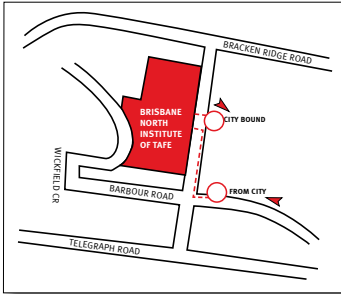 BRACKEN RIDGE ROAD
BRISBANE
NORTH
INSTITUTE
OF TAFE
CITY BOUND
WICKFIELD CR
BARBOUR ROAD
FROM CITY
TELEGRAPH ROAD